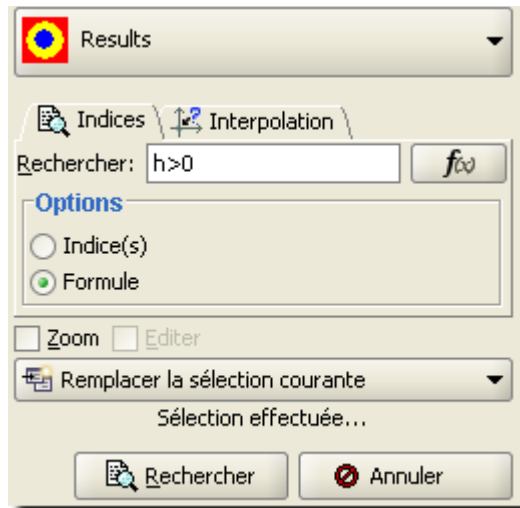 Results
Indices Interpolation
Rechercher: h>0 f(x)
Options
Indice(s)
Formule
Zoom Editer
Remplacer la sélection courante
Sélection effectuée...
Rechercher Annuler